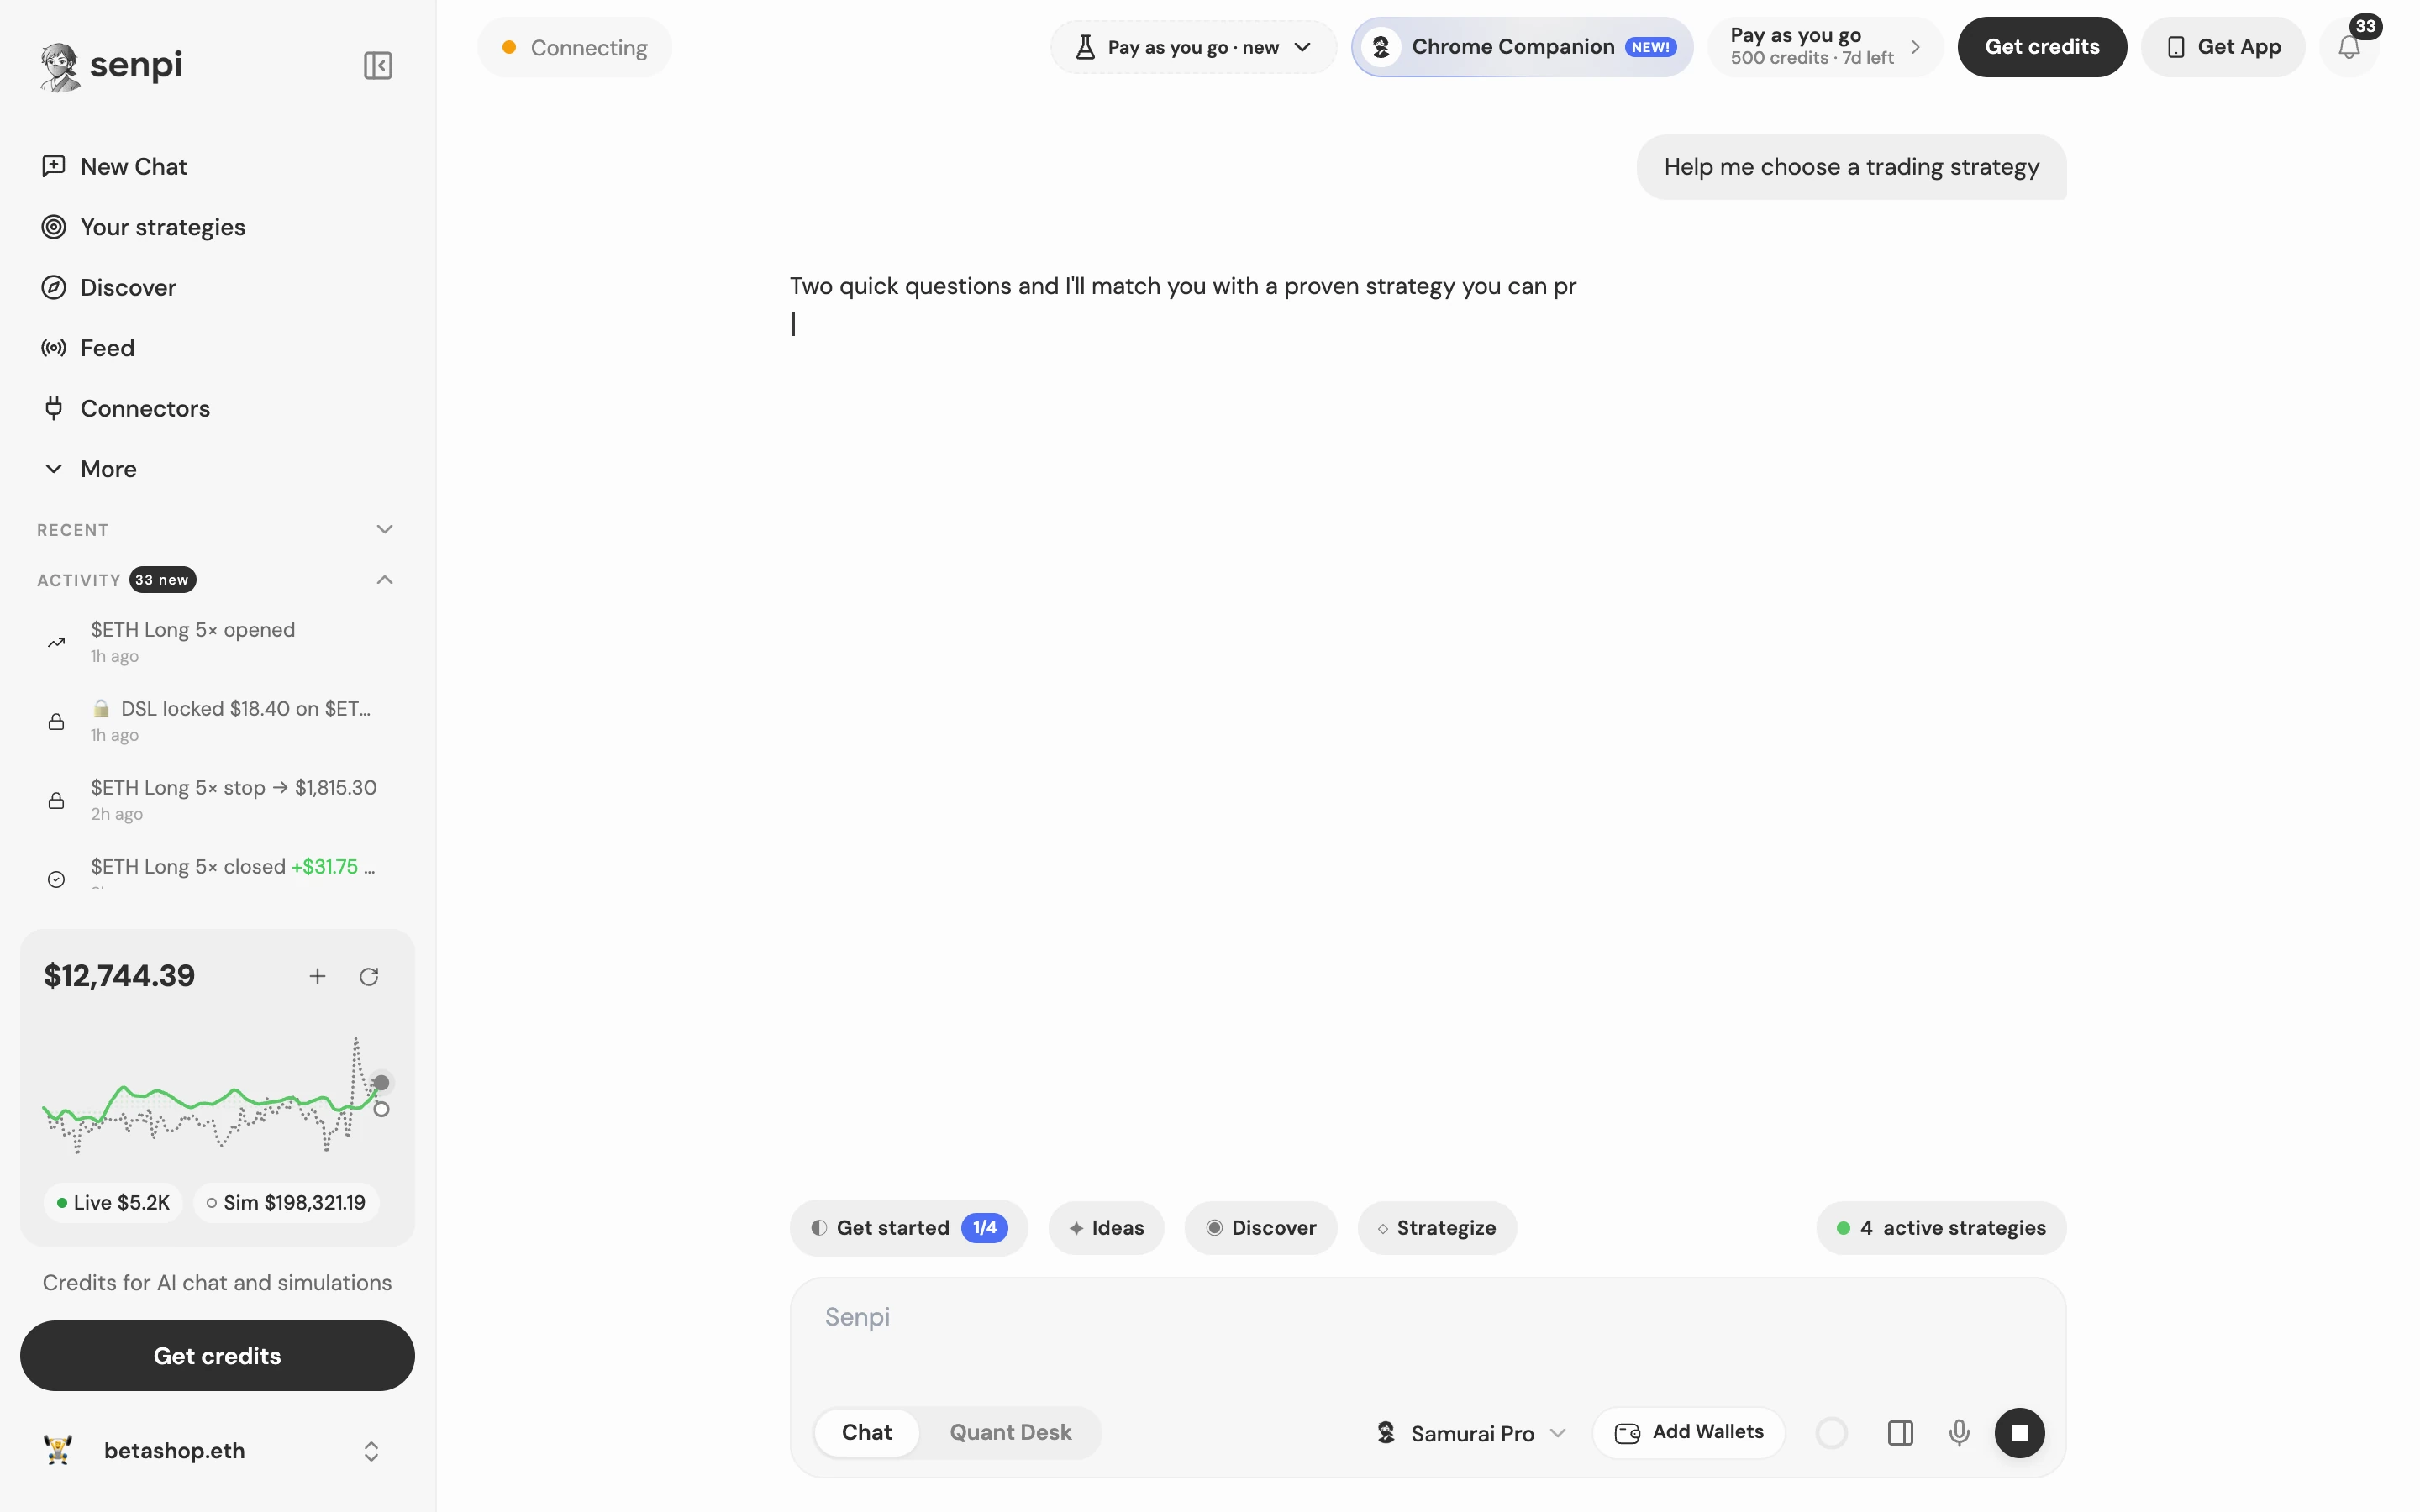 senpi
Connecting
Pay as you go · new
Chrome Companion NEW!
Pay as you go
500 credits · 7d left
Get credits
Get App
33
New Chat
Your strategies
Discover
Feed
Connectors
More
RECENT
ACTIVITY 33 new
$ETH Long 5× opened
1h ago
🔒 DSL locked $18.40 on $ET...
1h ago
$ETH Long 5× stop → $1,815.30
2h ago
$ETH Long 5× closed +$31.75 ...
$12,744.39
Live $5.2K
Sim $198,321.19
Credits for AI chat and simulations
Get credits
betashop.eth
Help me choose a trading strategy
Two quick questions and I'll match you with a proven strategy you can pr
Get started 1/4
Ideas
Discover
Strategize
4 active strategies
Senpi
Chat
Quant Desk
Samurai Pro
Add Wallets